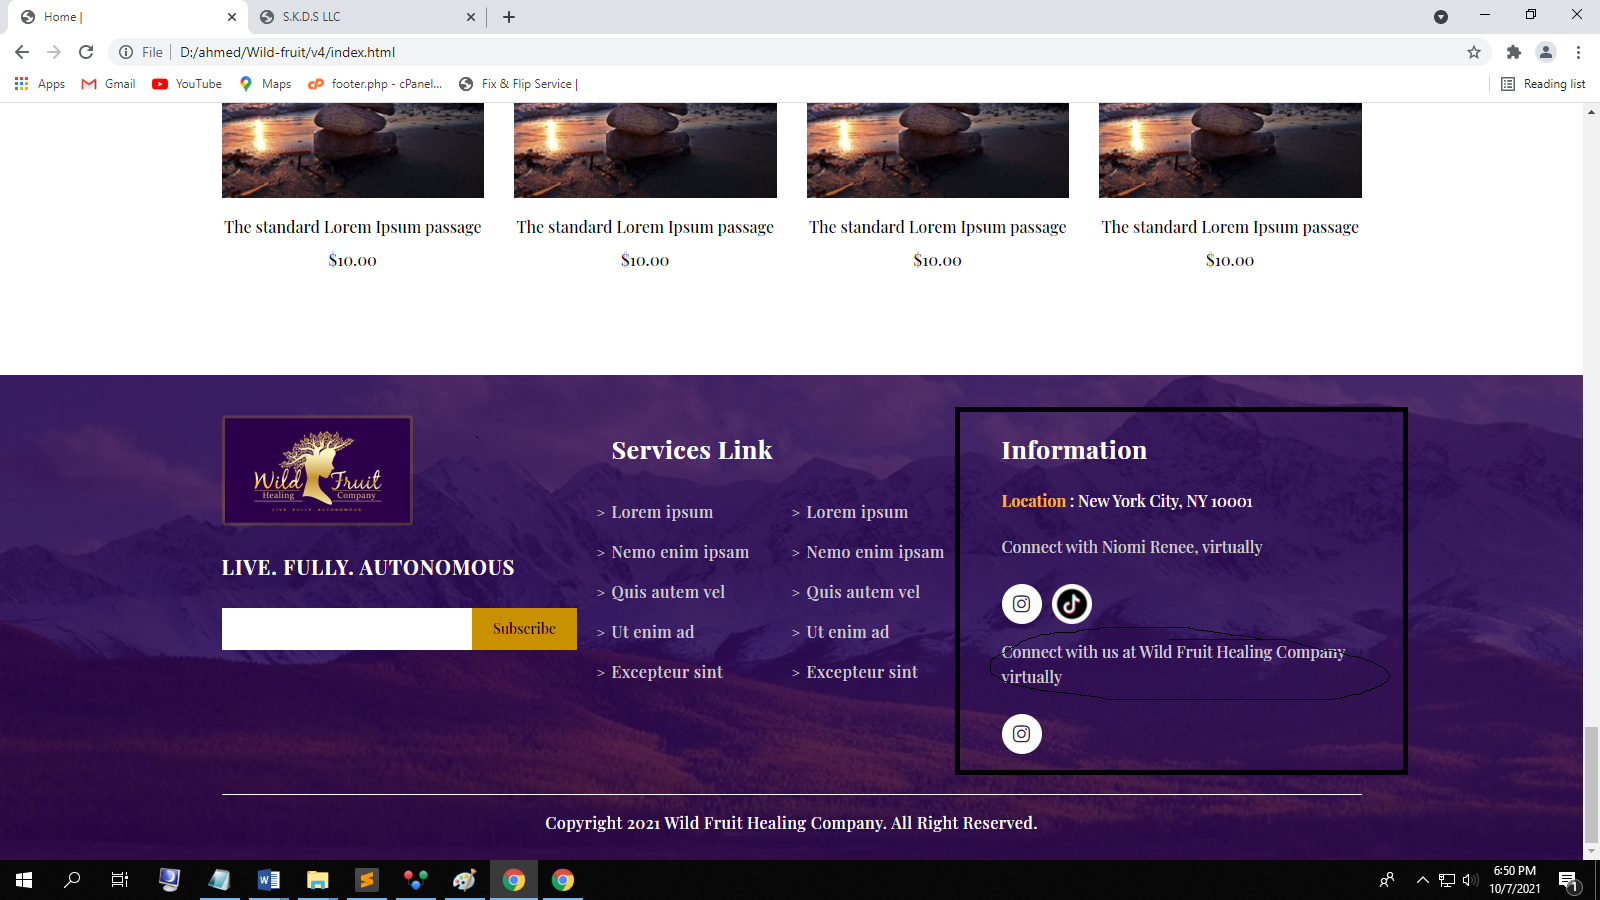 Home |
S.K.D.S LLC
File D:/ahmed/Wild-fruit/v4/index.html
Apps Gmail YouTube Maps footer.php - cPanel... Fix & Flip Service | Reading list
The standard Lorem Ipsum passage
$10.00
The standard Lorem Ipsum passage
$10.00
The standard Lorem Ipsum passage
$10.00
The standard Lorem Ipsum passage
$10.00
Wild Fruit
Healing Company
LIVE. FULLY. AUTONOMOUS
LIVE. FULLY. AUTONOMOUS
Subscribe
Services Link
> Lorem ipsum
> Nemo enim ipsam
> Quis autem vel
> Ut enim ad
> Excepteur sint
> Lorem ipsum
> Nemo enim ipsam
> Quis autem vel
> Ut enim ad
> Excepteur sint
Information
Location : New York City, NY 10001
Connect with Niomi Renee, virtually
Connect with us at Wild Fruit Healing Company
virtually
Copyright 2021 Wild Fruit Healing Company. All Right Reserved.
6:50 PM
10/7/2021
1